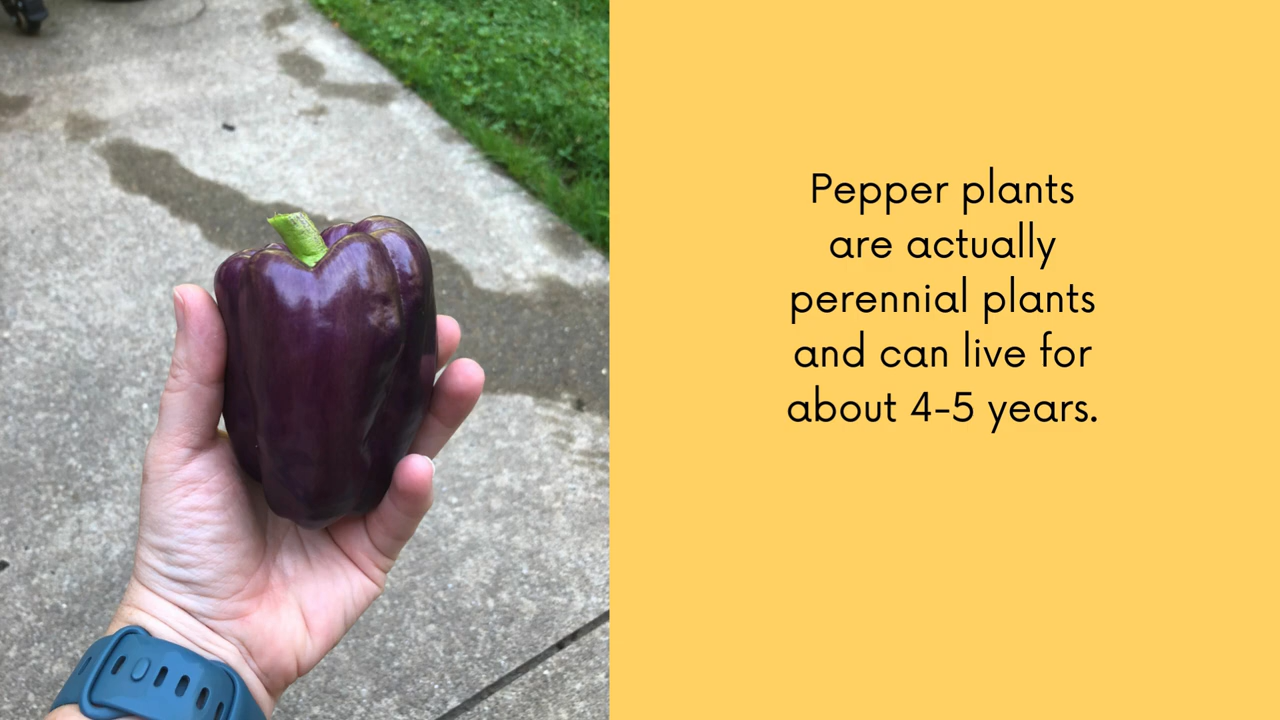 Pepper plants
are actually
perennial plants
and can live for
about 4-5 years.